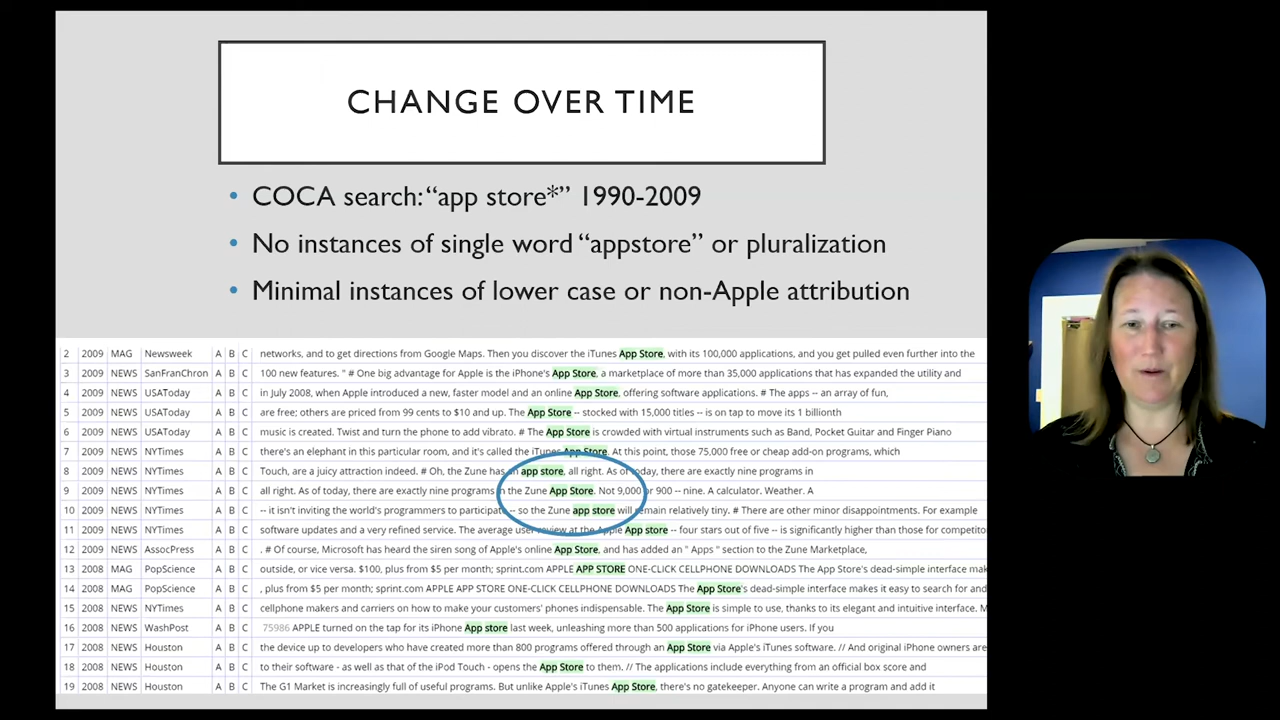 CHANGE OVER TIME
• COCA search: “app store*” 1990-2009
• No instances of single word “appstore” or pluralization
• Minimal instances of lower case or non-Apple attribution
2 2009 MAG Newsweek A B C networks, and to get directions from Google Maps. Then you discover the iTunes App Store, with its 100,000 applications, and you get pulled even further into the
3 2009 NEWS SanFranChron A B C 100 new features. " # One big advantage for Apple is the iPhone's App Store, a marketplace of more than 35,000 applications that has expanded the utility and
4 2009 NEWS USAToday A B C in July 2008, when Apple introduced a new, faster model and an online App Store, offering software applications. # The apps -- an array of fun,
5 2009 NEWS USAToday A B C are free; others are priced from 99 cents to $10 and up. The App Store -- stocked with 15,000 titles -- is on tap to move its 1 billionth
6 2009 NEWS USAToday A B C music is created. Twist and turn the phone to add vibrato. # The App Store is crowded with virtual instruments such as Band, Pocket Guitar and Finger Piano
7 2009 NEWS NYTimes A B C there's an elephant in this particular room, and it's called the iTunes App Store. At this point, those 75,000 free or cheap add-on programs, which
8 2009 NEWS NYTimes A B C Touch, are a juicy attraction indeed. # Oh, the Zune has an app store, all right. As of today, there are exactly nine programs in
9 2009 NEWS NYTimes A B C all right. As of today, there are exactly nine programs in the Zune App Store. Not 9,000 or 900 -- nine. A calculator. Weather. A
10 2009 NEWS NYTimes A B C -- it isn't inviting the world's programmers to participate -- so the Zune app store will remain relatively tiny. # There are other minor disappointments. For example
11 2009 NEWS NYTimes A B C software updates and a very refined service. The average user review at the Apple App store -- four stars out of five -- is significantly higher than those for competito
12 2009 NEWS AssocPress A B C . # Of course, Microsoft has heard the siren song of Apple's online App Store, and has added an " Apps " section to the Zune Marketplace,
13 2008 MAG PopScience A B C outside, or vice versa. $100, plus from $5 per month; sprint.com APPLE APP STORE ONE-CLICK CELLPHONE DOWNLOADS The App Store's dead-simple interface mak
14 2008 MAG PopScience A B C , plus from $5 per month; sprint.com APPLE APP STORE ONE-CLICK CELLPHONE DOWNLOADS The App Store's dead-simple interface makes it easy to search for and
15 2008 NEWS NYTimes A B C cellphone makers and carriers on how to make your customers' phones indispensable. The App Store is simple to use, thanks to its elegant and intuitive interface. M
16 2008 NEWS WashPost A B C 75986 APPLE turned on the tap for its iPhone App store last week, unleashing more than 500 applications for iPhone users. If you
17 2008 NEWS Houston A B C the device up to developers who have created more than 800 programs offered through an App Store via Apple's iTunes software. // And original iPhone owners are
18 2008 NEWS Houston A B C to their software - as well as that of the iPod Touch - opens the App Store to them. // The applications include everything from an official box score and
19 2008 NEWS Houston A B C The G1 Market is increasingly full of useful programs. But unlike Apple's iTunes App Store, there's no gatekeeper. Anyone can write a program and add it